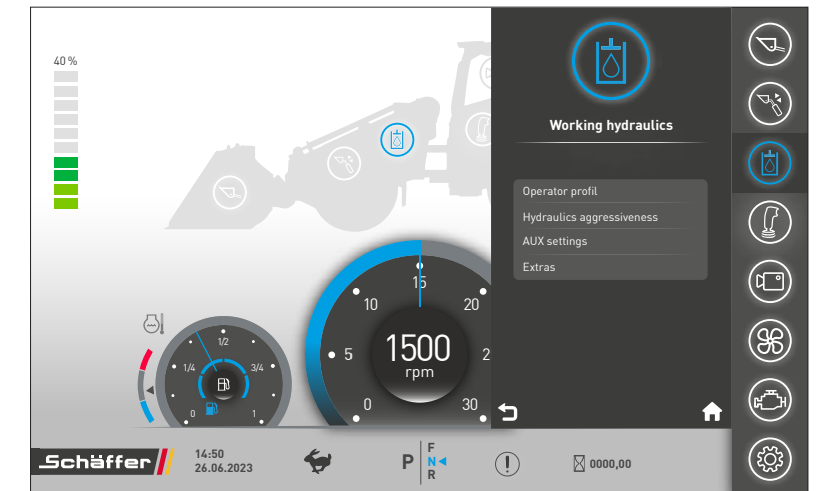 40 %
Working hydraulics
Operator profil
Hydraulics aggressiveness
AUX settings
Extras
15
10
20
5
1500
2
rpm
0
30
1/2
1/4
3/4
0
1
Schäffer
14:50
26.06.2023
P
F
N
R
!
0000,00